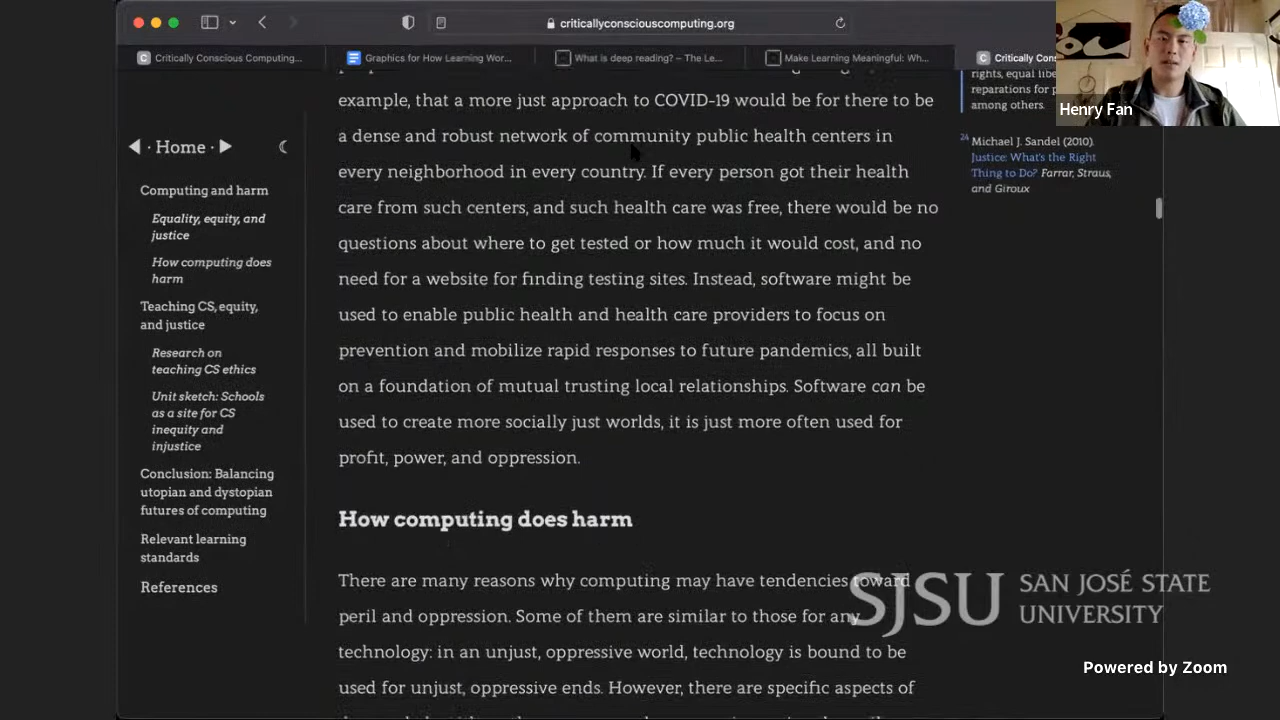 criticallyconsciouscomputing.org
Critically Conscious Computing...
Graphics for How Learning Wor...
What is deep reading? – The Le...
Make Learning Meaningful: Wh...
Critically Cons
Henry Fan
· Home ·
Computing and harm
Equality, equity, and
justice
How computing does
harm
Teaching CS, equity,
and justice
Research on
teaching CS ethics
Unit sketch: Schools
as a site for CS
inequity and
injustice
Conclusion: Balancing
utopian and dystopian
futures of computing
Relevant learning
standards
References
example, that a more just approach to COVID-19 would be for there to be
a dense and robust network of community public health centers in
every neighborhood in every country. If every person got their health
care from such centers, and such health care was free, there would be no
questions about where to get tested or how much it would cost, and no
need for a website for finding testing sites. Instead, software might be
used to enable public health and health care providers to focus on
prevention and mobilize rapid responses to future pandemics, all built
on a foundation of mutual trusting local relationships. Software can be
used to create more socially just worlds, it is just more often used for
profit, power, and oppression.
How computing does harm
There are many reasons why computing may have tendencies toward
peril and oppression. Some of them are similar to those for any
technology: in an unjust, oppressive world, technology is bound to be
used for unjust, oppressive ends. However, there are specific aspects of
rights, equal libe
reparations for p
among others.
24 Michael J. Sandel (2010).
Justice: What's the Right
Thing to Do? Farrar, Straus,
and Giroux
SJSU SAN JOSÉ STATE
UNIVERSITY
Powered by Zoom